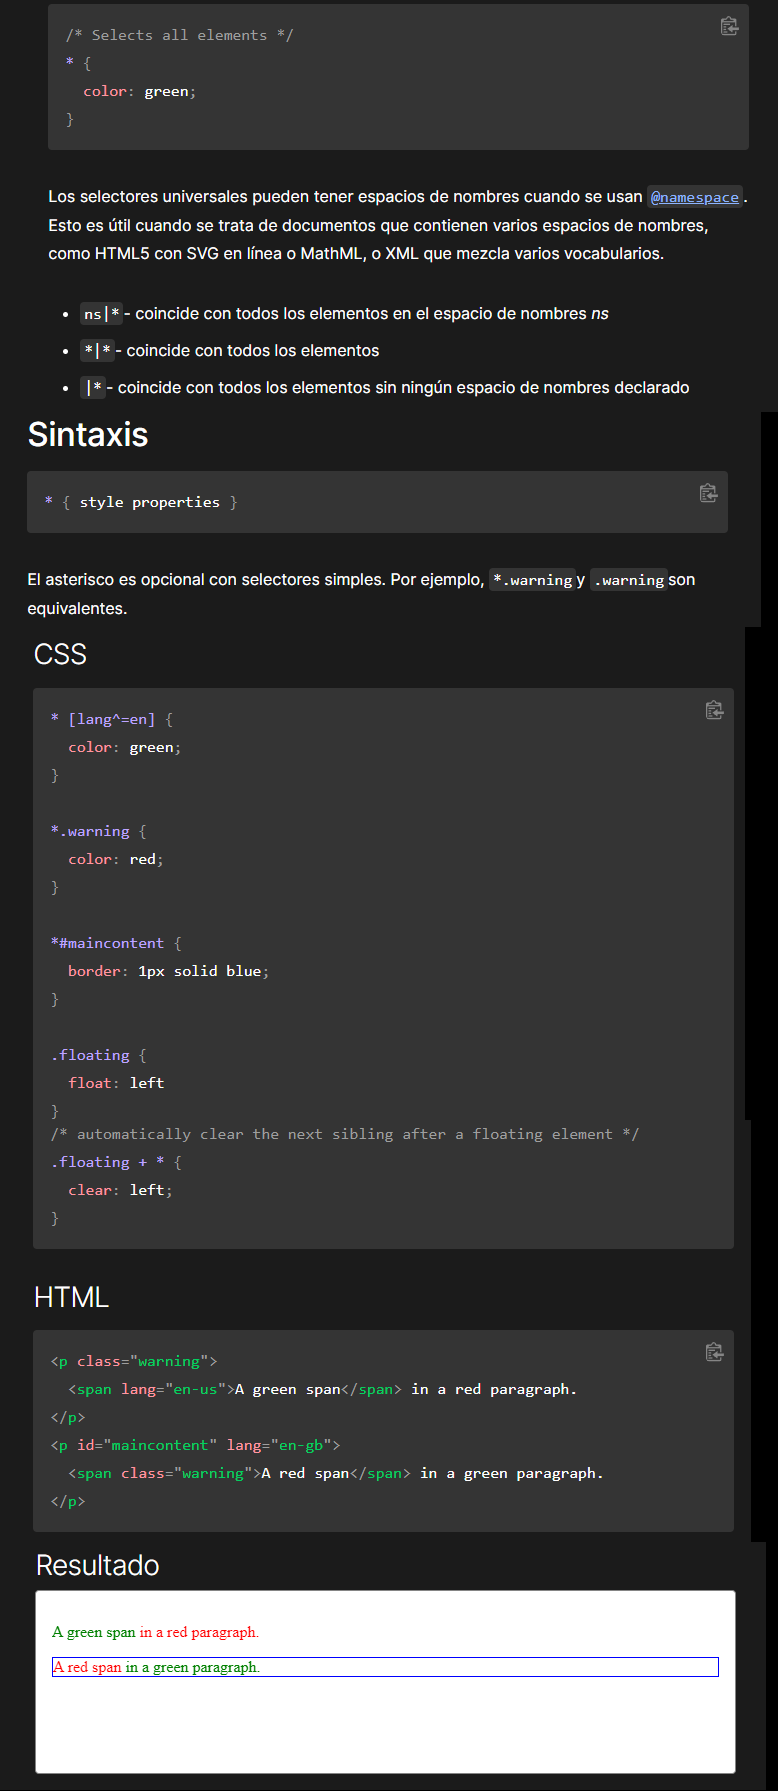 /* Selects all elements */
* {
  color: green;
}
Los selectores universales pueden tener espacios de nombres cuando se usan @namespace.
Esto es útil cuando se trata de documentos que contienen varios espacios de nombres,
como HTML5 con SVG en línea o MathML, o XML que mezcla varios vocabularios.
• ns|*- coincide con todos los elementos en el espacio de nombres ns
• *|*- coincide con todos los elementos
• |*- coincide con todos los elementos sin ningún espacio de nombres declarado
Sintaxis
* { style properties }
El asterisco es opcional con selectores simples. Por ejemplo, *.warning y .warning son
equivalentes.
CSS
* [lang^=en] {
  color: green;
}
*.warning {
  color: red;
}
*#maincontent {
  border: 1px solid blue;
}
.floating {
  float: left
}
/* automatically clear the next sibling after a floating element */
.floating + * {
  clear: left;
}
HTML
<p class="warning">
  <span lang="en-us">A green span</span> in a red paragraph.
</p>
<p id="maincontent" lang="en-gb">
  <span class="warning">A red span</span> in a green paragraph.
</p>
Resultado
A green span in a red paragraph.
A red span in a green paragraph.